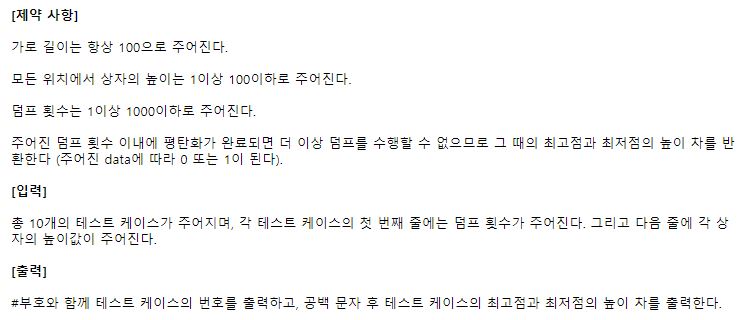 [제약 사항]
가로 길이는 항상 100으로 주어진다.
모든 위치에서 상자의 높이는 1이상 100이하로 주어진다.
덤프 횟수는 1이상 1000이하로 주어진다.
주어진 덤프 횟수 이내에 평탄화가 완료되면 더 이상 덤프를 수행할 수 없으므로 그 때의 최고점과 최저점의 높이 차를 반
환한다 (주어진 data에 따라 0 또는 1이 된다).
[입력]
총 10개의 테스트 케이스가 주어지며, 각 테스트 케이스의 첫 번째 줄에는 덤프 횟수가 주어진다. 그리고 다음 줄에 각 상
자의 높이값이 주어진다.
[출력]
#부호와 함께 테스트 케이스의 번호를 출력하고, 공백 문자 후 테스트 케이스의 최고점과 최저점의 높이 차를 출력한다.